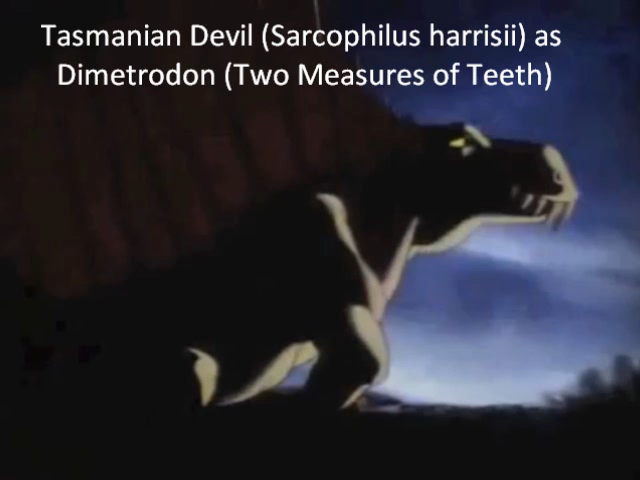 Tasmanian Devil (Sarcophilus harrisii) as
Dimetrodon (Two Measures of Teeth)